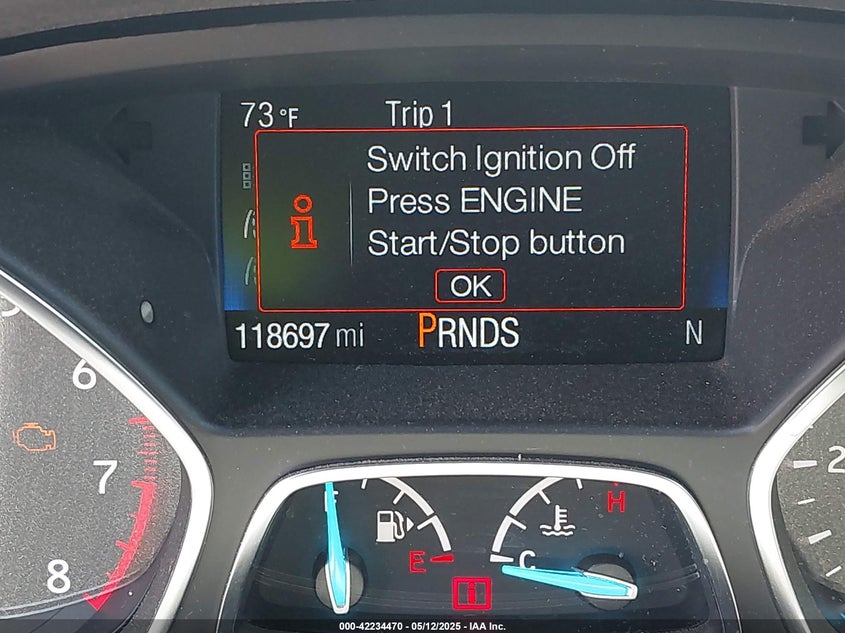 73°F Trip 1
Switch Ignition Off
Press ENGINE
Start/Stop button
OK
118697 mi PRNDS N
6
7
8
2
F H
E C
000-42234470 - 05/12/2025 - IAA Inc.